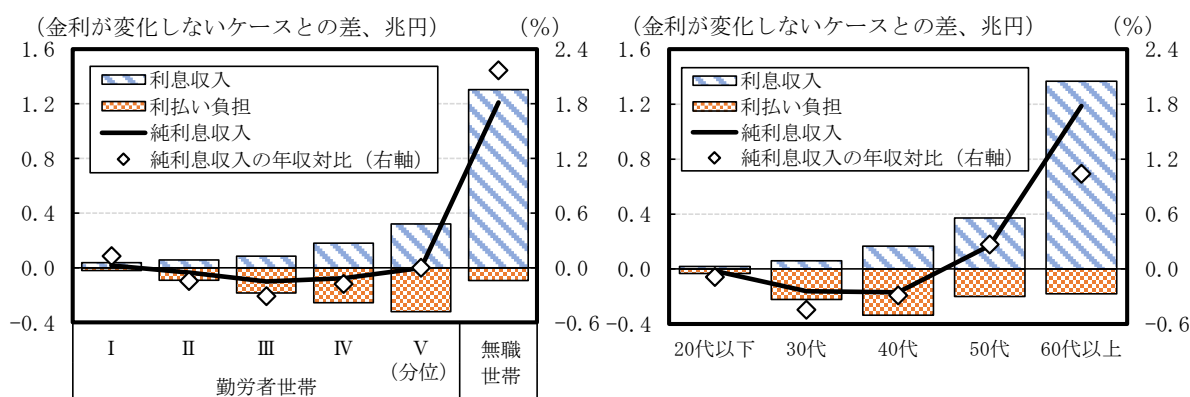 (金利が変化しないケースとの差、兆円) (%)
1.6 2.4
1.2 1.8
0.8 1.2
0.4 0.6
0.0 0.0
−0.4 −0.6
利息収入
利払い負担
純利息収入
純利息収入の年収対比(右軸)
Ⅰ Ⅱ Ⅲ Ⅳ Ⅴ 無職
(分位) 世帯
勤労者世帯
(金利が変化しないケースとの差、兆円) (%)
1.6 2.4
1.2 1.8
0.8 1.2
0.4 0.6
0.0 0.0
−0.4 −0.6
利息収入
利払い負担
純利息収入
純利息収入の年収対比(右軸)
20代以下 30代 40代 50代 60代以上